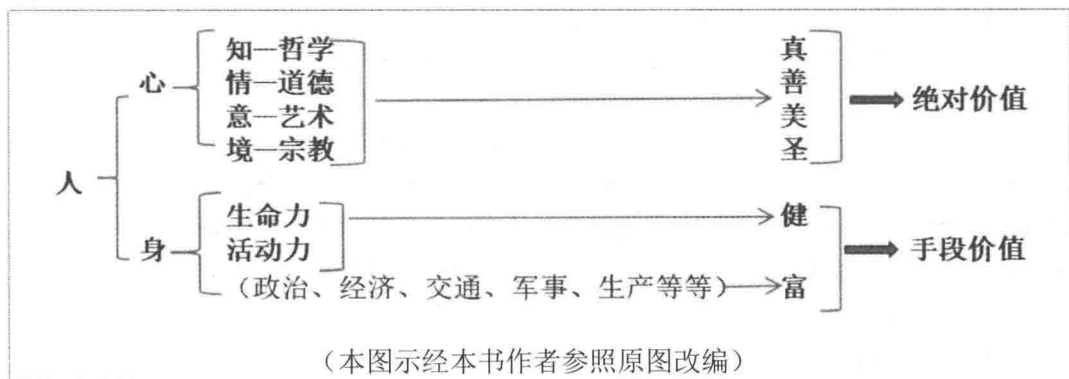 人
心
知—哲学
情—道德
意—艺术
境—宗教
真
善
美
圣
绝对价值
身
生命力
活动力
（政治、经济、交通、军事、生产等等）
健
富
手段价值
（本图示经本书作者参照原图改编）